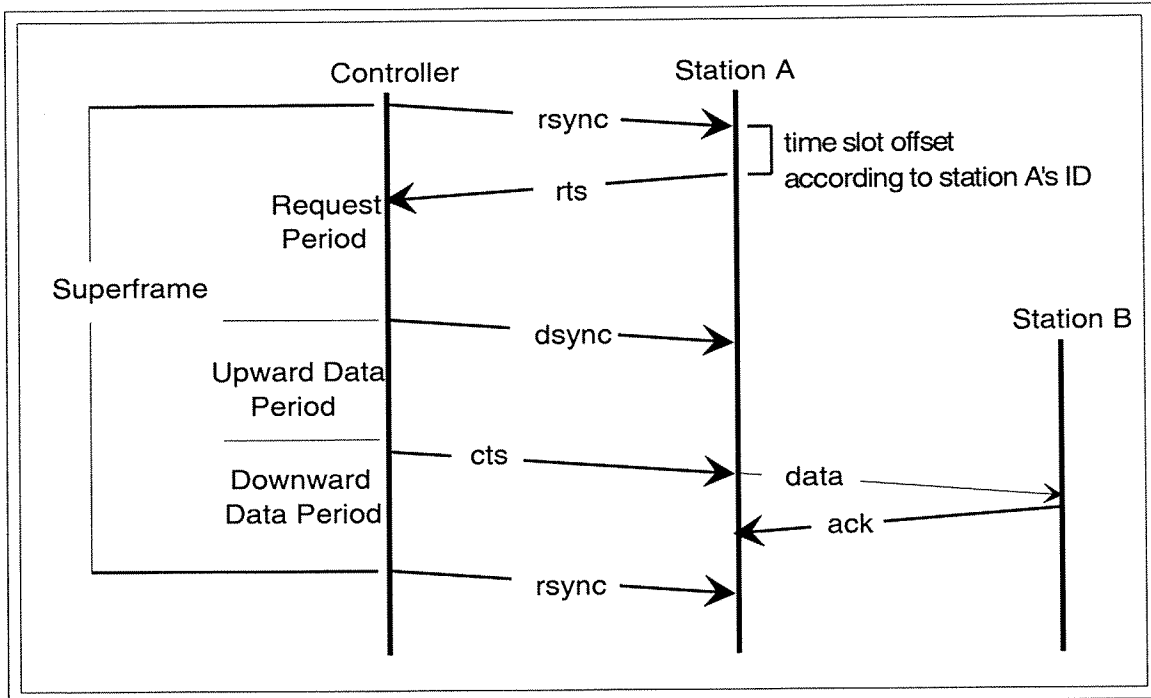 Controller
Station A
rsync
time slot offset
according to station A's ID
rts
Request
Period
Superframe
dsync
Station B
Upward Data
Period
cts
data
Downward
Data Period
ack
rsync